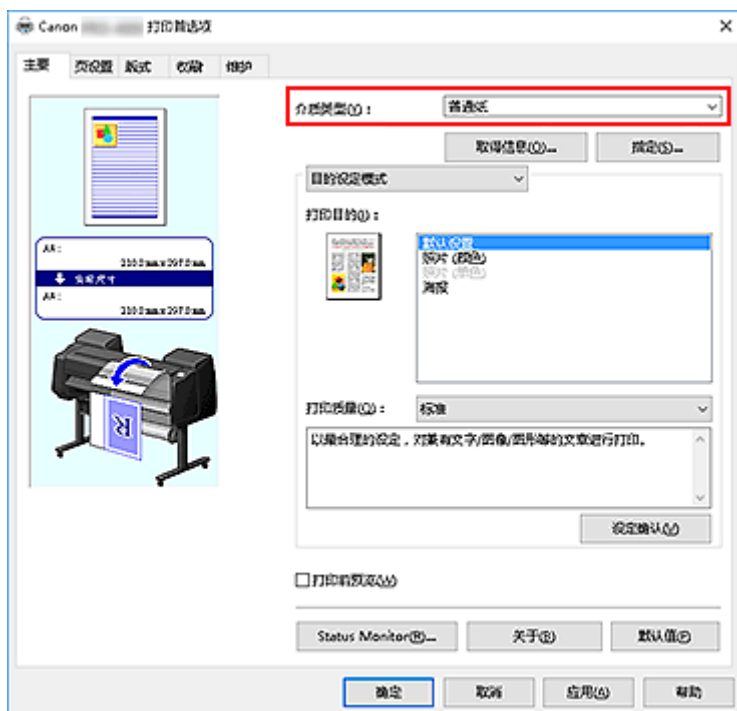 Canon 打印首选项
主要 页设置 版式 收藏 维护
介质类型(Y)： 普通纸
取得信息(O)... 指定(S)...
目的设定模式
打印目的(J)：
默认设置
照片 (颜色)
照片 (单色)
海报
A4：
210.0mm x 297.0mm
实际尺寸
A4：
210.0mm x 297.0mm
打印质量(Q)： 标准
以最合理的设定，对兼有文字/图像/图形等的文章进行打印。
设定确认(V)
打印前预览(W)
Status Monitor(R)... 关于(B) 默认值(F)
确定 取消 应用(A) 帮助